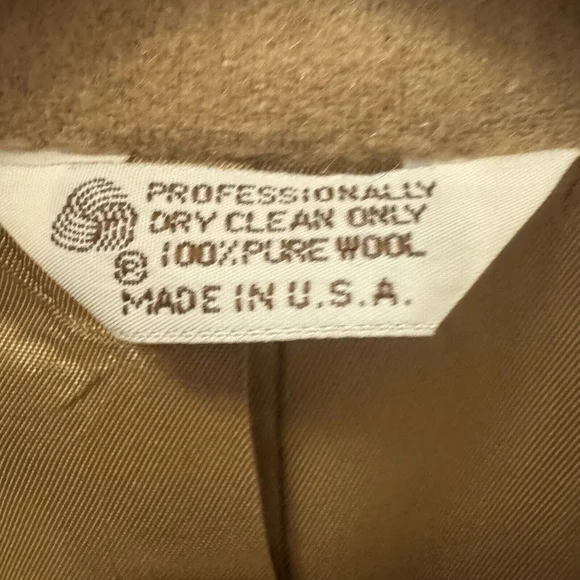 PROFESSIONALLY
DRY CLEAN ONLY
® 100% PURE WOOL
MADE IN U.S.A.